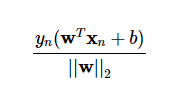 yₙ(𝐰ᵀ𝐱ₙ + b)
||𝐰||₂